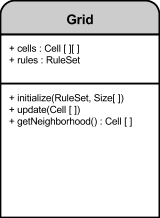 Grid
+ cells : Cell [ ][ ]
+ rules : RuleSet
+ initialize(RuleSet, Size[ ])
+ update(Cell [ ])
+ getNeighborhood() : Cell [ ]